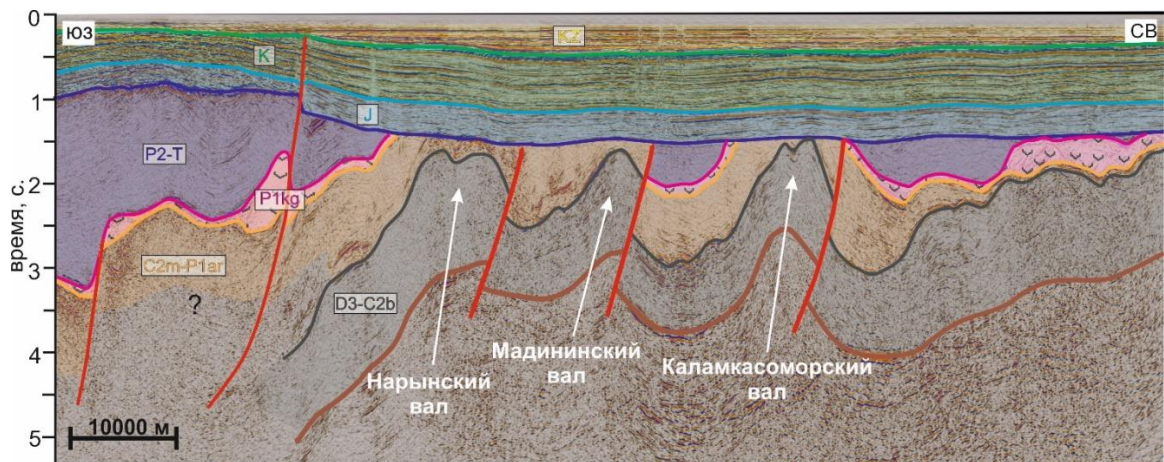 время, с.
0
1
2
3
4
5
ЮЗ
СВ
KZ
K
J
P2-T
P1kg
C2m-P1ar
?
D3-C2b
Нарынский
вал
Мадининский
вал
Каламкасоморский
вал
10000 м